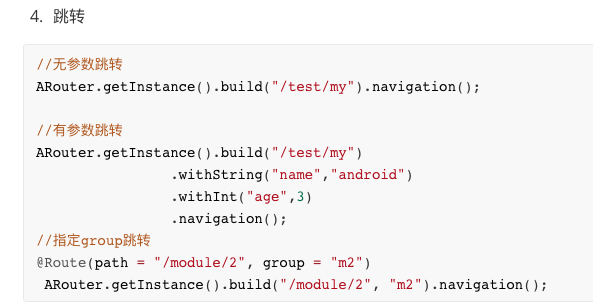 4. 跳转
//无参数跳转
ARouter.getInstance().build("/test/my").navigation();
//有参数跳转
ARouter.getInstance().build("/test/my")
.withString("name","android")
.withInt("age",3)
.navigation();
//指定group跳转
@Route(path = "/module/2", group = "m2")
ARouter.getInstance().build("/module/2", "m2").navigation();